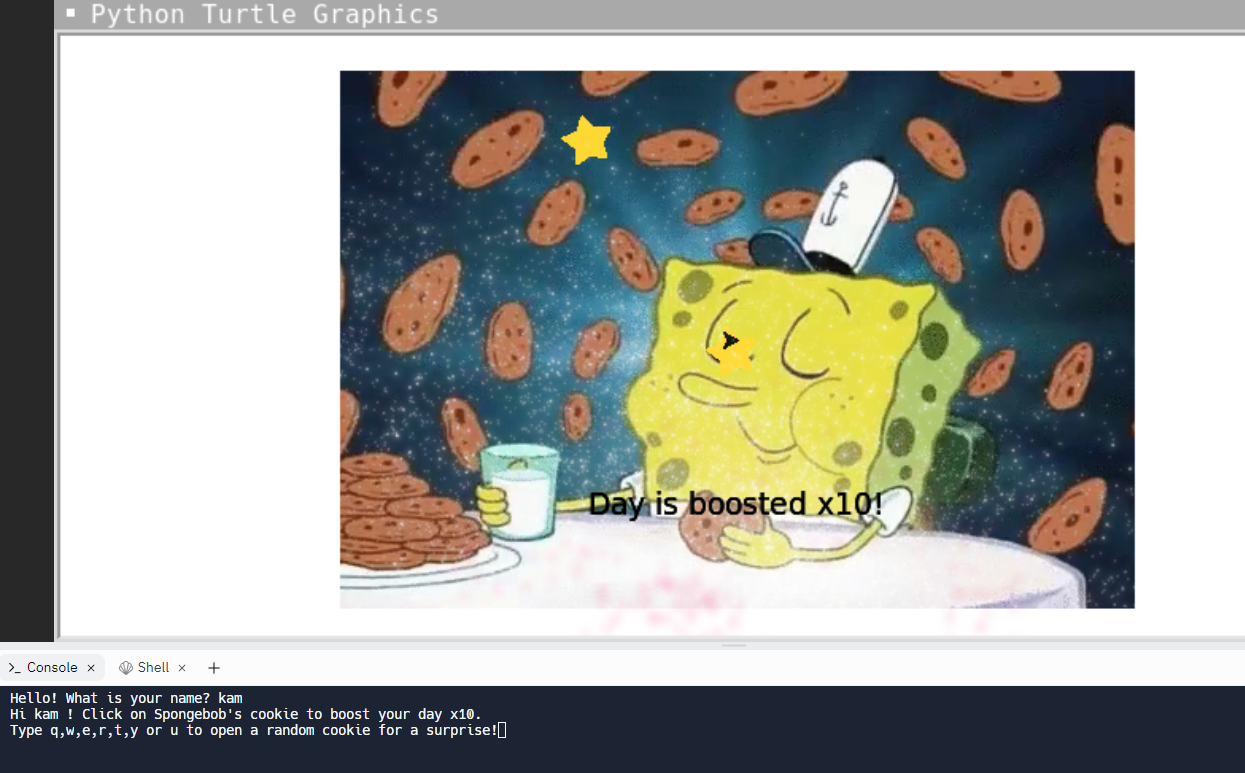 Python Turtle Graphics
Day is boosted x10!
Console
Shell
Hello! What is your name? kam
Hi kam ! Click on Spongebob's cookie to boost your day x10.
Type q,w,e,r,t,y or u to open a random cookie for a surprise!